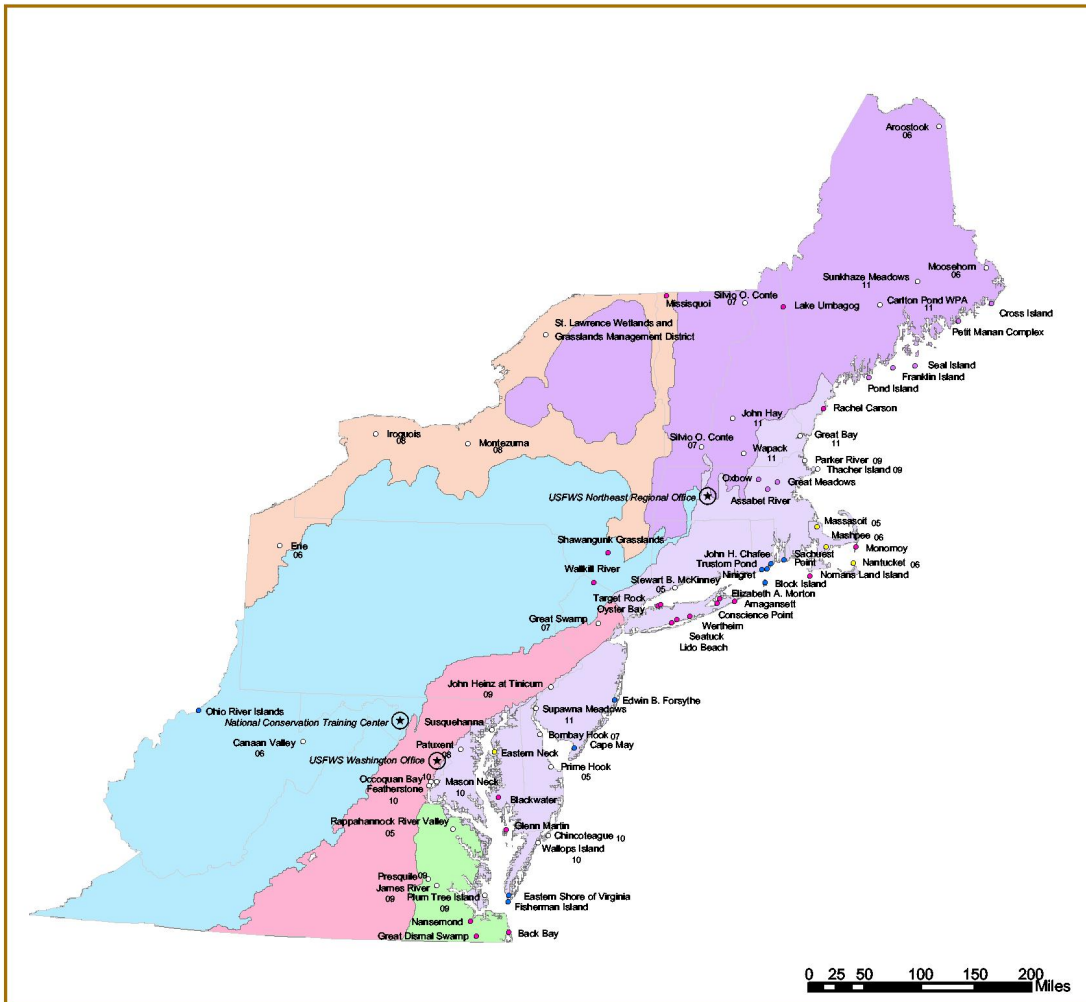 Aroostook
06
Moosehorn
06
Sunkhaze Meadows
11
Carlton Pond WPA
11
Cross Island
Petit Manan Complex
Missisquoi
Silvio O. Conte
07
Lake Umbagog
St. Lawrence Wetlands and
Grasslands Management District
Seal Island
Franklin Island
Pond Island
Rachel Carson
John Hay
11
Great Bay
11
Iroquois
08
Montezuma
08
Silvio O. Conte
07
Wapack
11
Parker River 09
Thacher Island 09
Oxbow
Great Meadows
USFWS Northeast Regional Office
Assabet River
Massasoit 05
Mashpee 06
Monomoy
Erie
06
Shawangunk Grasslands
John H. Chafee
Sachuest
Point
Trustom Pond
Ninigret
Nantucket 06
Nomans Land Island
Block Island
Wallkill River
Stewart B. McKinney
05
Elizabeth A. Morton
Target Rock
Oyster Bay
Amagansett
Conscience Point
Great Swamp
07
Wertheim
Seatuck
Lido Beach
John Heinz at Tinicum
09
Edwin B. Forsythe
Ohio River Islands
National Conservation Training Center
Supawna Meadows
11
Susquehanna
Canaan Valley
06
Bombay Hook 07
Patuxent
08
Cape May
Eastern Neck
USFWS Washington Office
Prime Hook
05
Occoquan Bay 10
Featherstone
10
Mason Neck
10
Blackwater
Rappahannock River Valley
05
Glenn Martin
Chincoteague 10
Wallops Island
10
Presquile 09
James River
09
Plum Tree Island
09
Eastern Shore of Virginia
Fisherman Island
Nansemond
Great Dismal Swamp
Back Bay
0 25 50 100 150 200
Miles